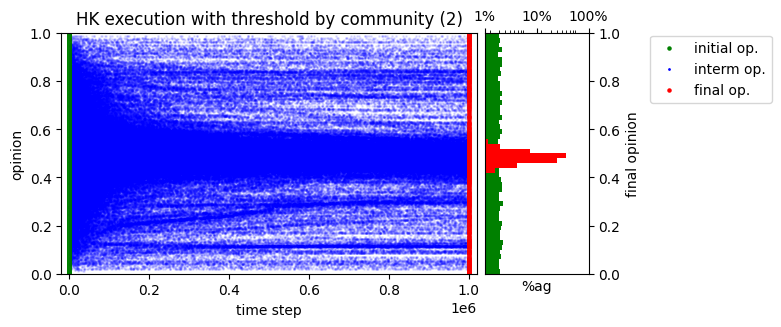 HK execution with threshold by community (2)
1% 10% 100%
1.0 1.0
0.8 0.8
0.6 0.6
0.4 0.4
0.2 0.2
0.0 0.0
opinion
final opinion
0.0 0.2 0.4 0.6 0.8 1.0
1e6
time step
%ag
initial op.
interm op.
final op.